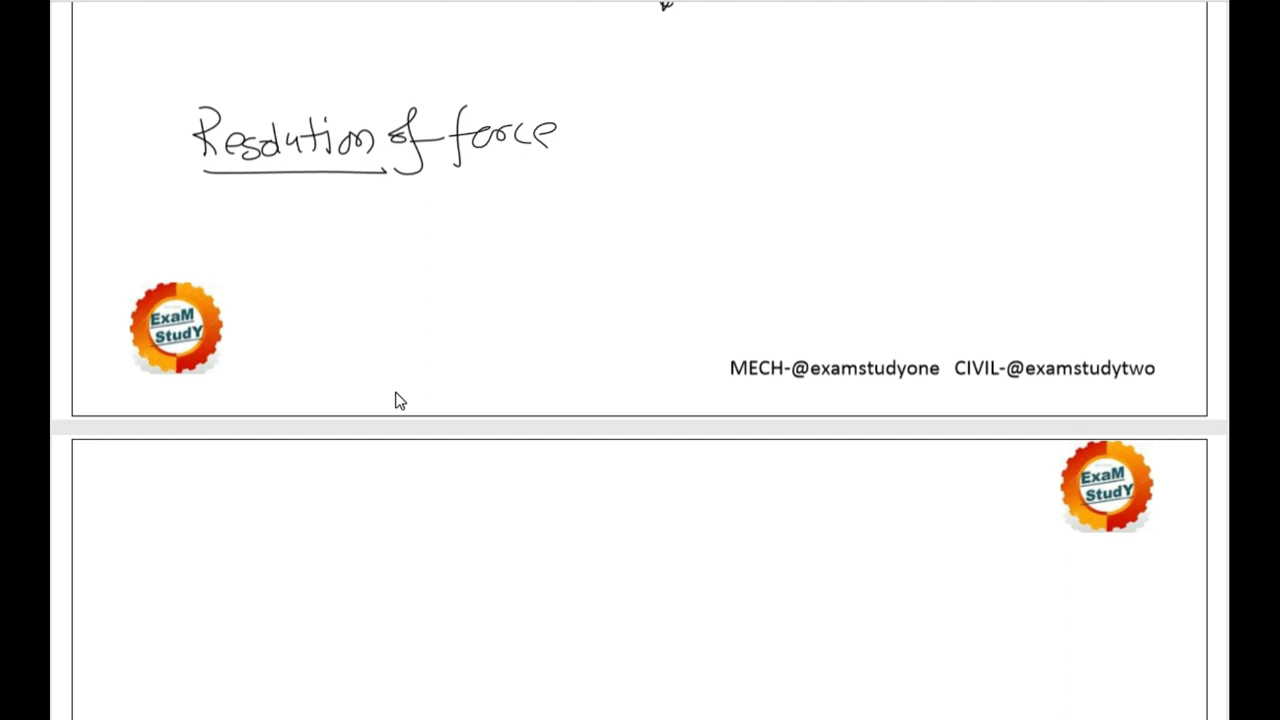 Resolution of force
ExaM
StudY
MECH-@examstudyone CIVIL-@examstudytwo
ExaM
StudY